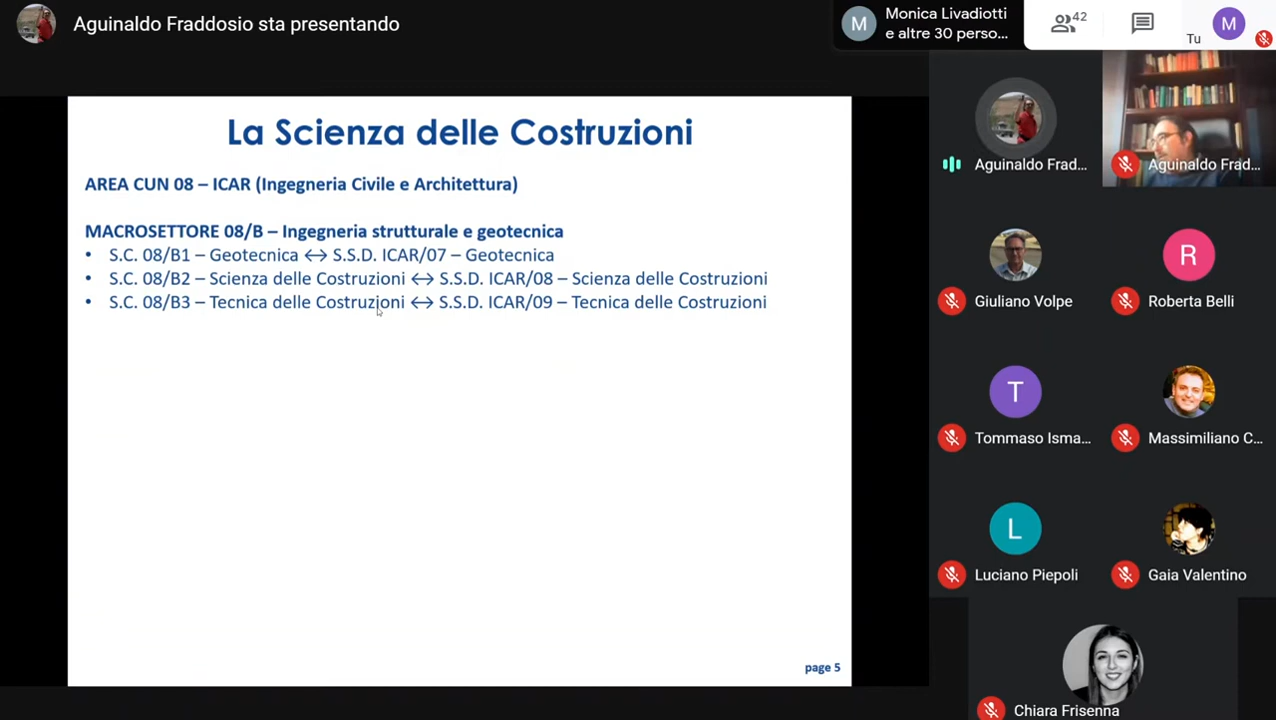 Aguinaldo Fraddosio sta presentando
M
Monica Livadiotti
e altre 30 perso...
42
Tu
M
La Scienza delle Costruzioni
AREA CUN 08 – ICAR (Ingegneria Civile e Architettura)
MACROSETTORE 08/B – Ingegneria strutturale e geotecnica
• S.C. 08/B1 – Geotecnica ↔ S.S.D. ICAR/07 – Geotecnica
• S.C. 08/B2 – Scienza delle Costruzioni ↔ S.S.D. ICAR/08 – Scienza delle Costruzioni
• S.C. 08/B3 – Tecnica delle Costruzioni ↔ S.S.D. ICAR/09 – Tecnica delle Costruzioni
page 5
Aguinaldo Frad...
Aguinaldo Frad...
Giuliano Volpe
R
Roberta Belli
T
Tommaso Isma...
Massimiliano C...
L
Luciano Piepoli
Gaia Valentino
Chiara Frisenna